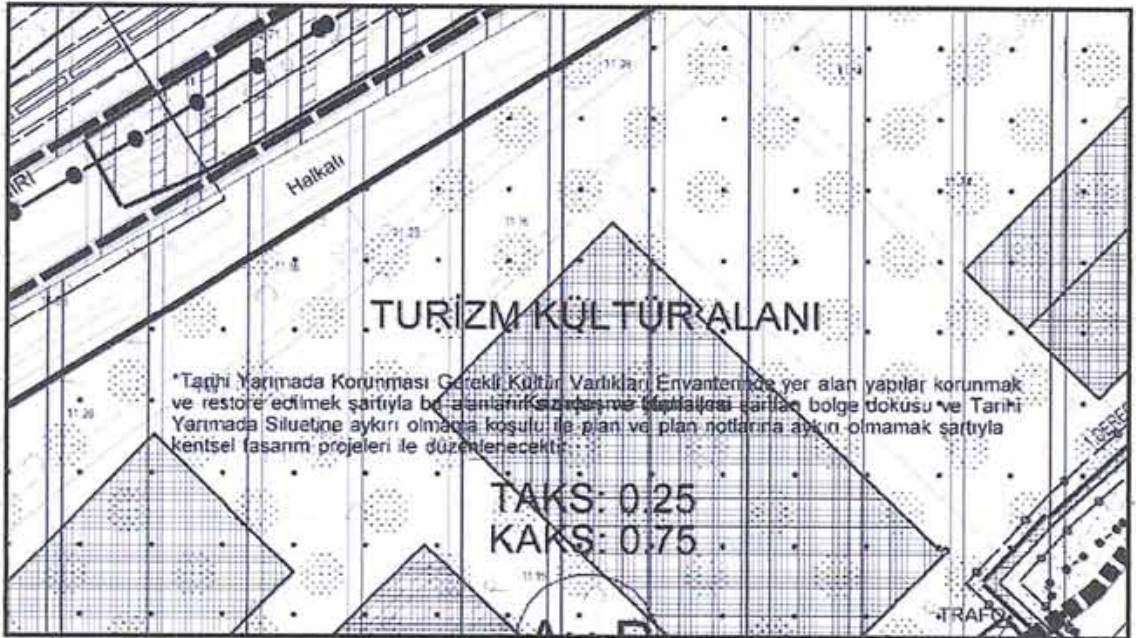 Halkalı
TURİZM KÜLTÜR ALANI
*Tarihi Yarımada Korunması Gerekli Kültür Varlıkları Envanterinde yer alan yapılar korunmak
ve restore edilmek şartıyla bu alanların şartları bölge dokusu ve Tarihi
Yarımada Siluetine aykırı olmama koşulu ile plan ve plan notlarına aykırı olmamak şartıyla
kentsel tasarım projeleri ile düzenlenecektir.
TAKS: 0.25
KAKS: 0.75
TRAFO